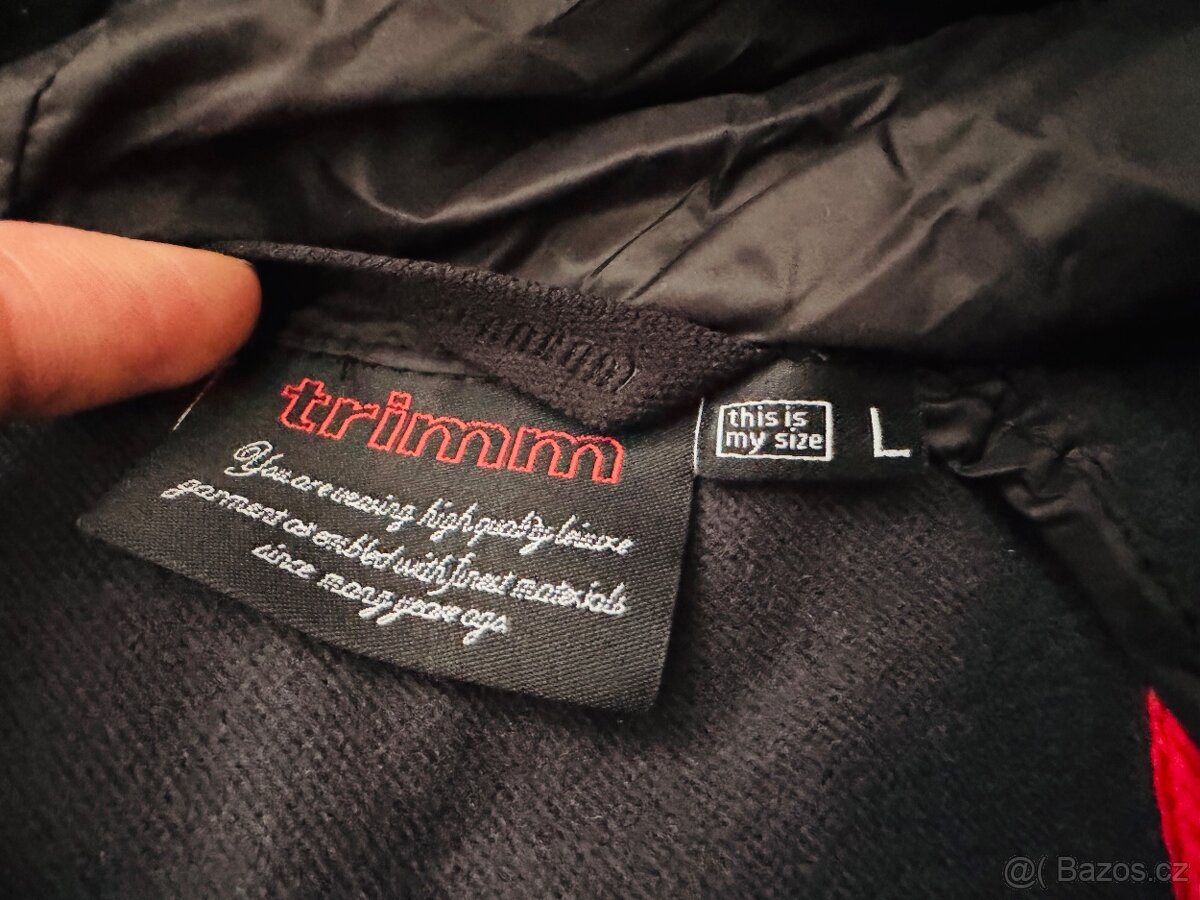 trimm
You are wearing high quality leisure
garment assembled with finest materials
since many years ago
this is
my size
L
@( Bazos.cz